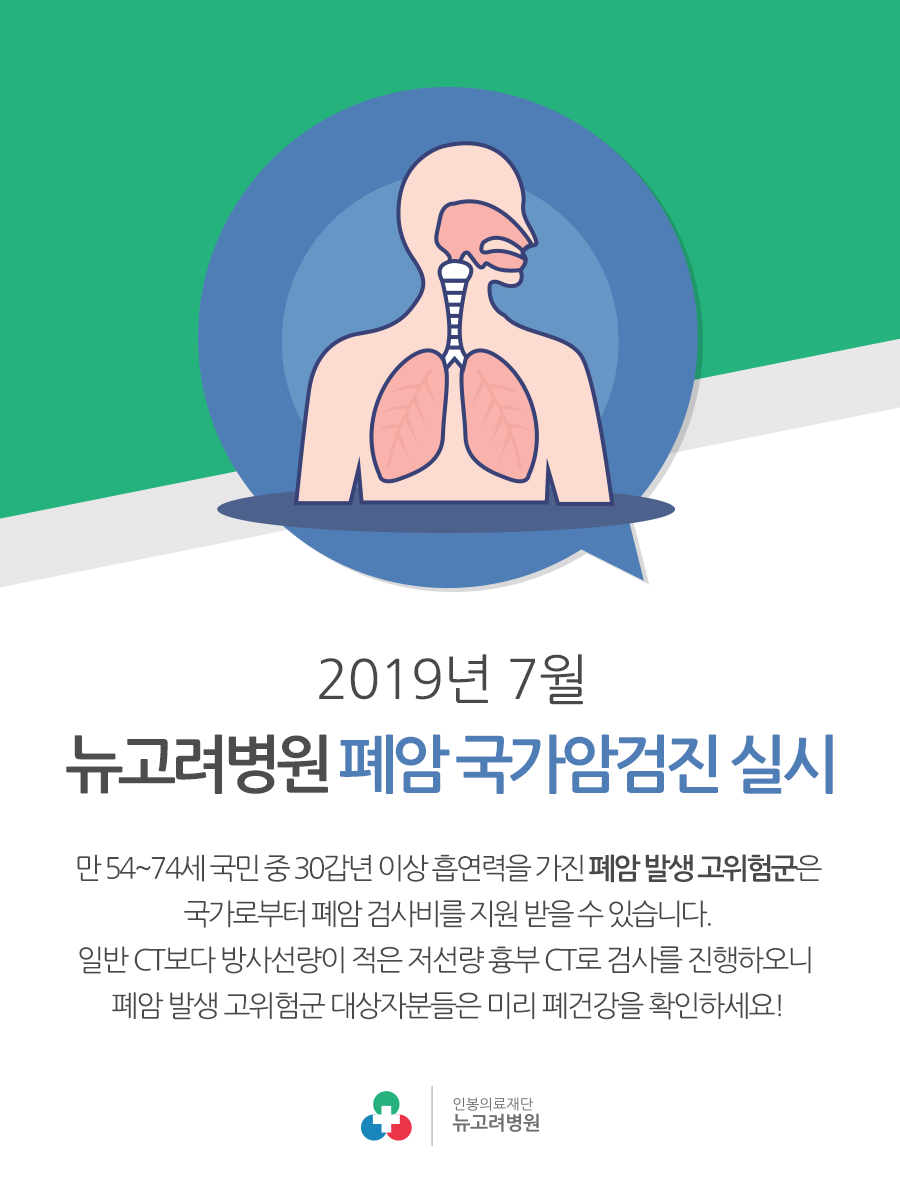 2019년 7월
뉴고려병원 폐암 국가암검진 실시
만 54~74세 국민 중 30갑년 이상 흡연력을 가진 폐암 발생 고위험군은
국가로부터 폐암 검사비를 지원 받을 수 있습니다.
일반 CT보다 방사선량이 적은 저선량 흉부 CT로 검사를 진행하오니
폐암 발생 고위험군 대상자분들은 미리 폐건강을 확인하세요!
인봉의료재단
뉴고려병원